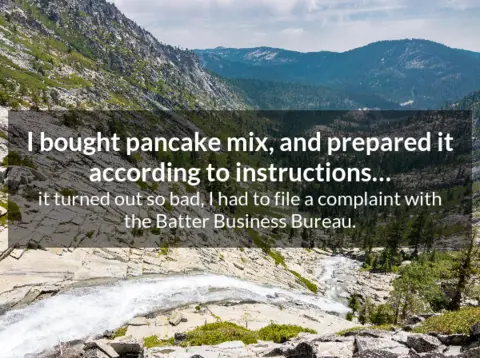 I bought pancake mix, and prepared it
according to instructions...
it turned out so bad, I had to file a complaint with
the Batter Business Bureau.